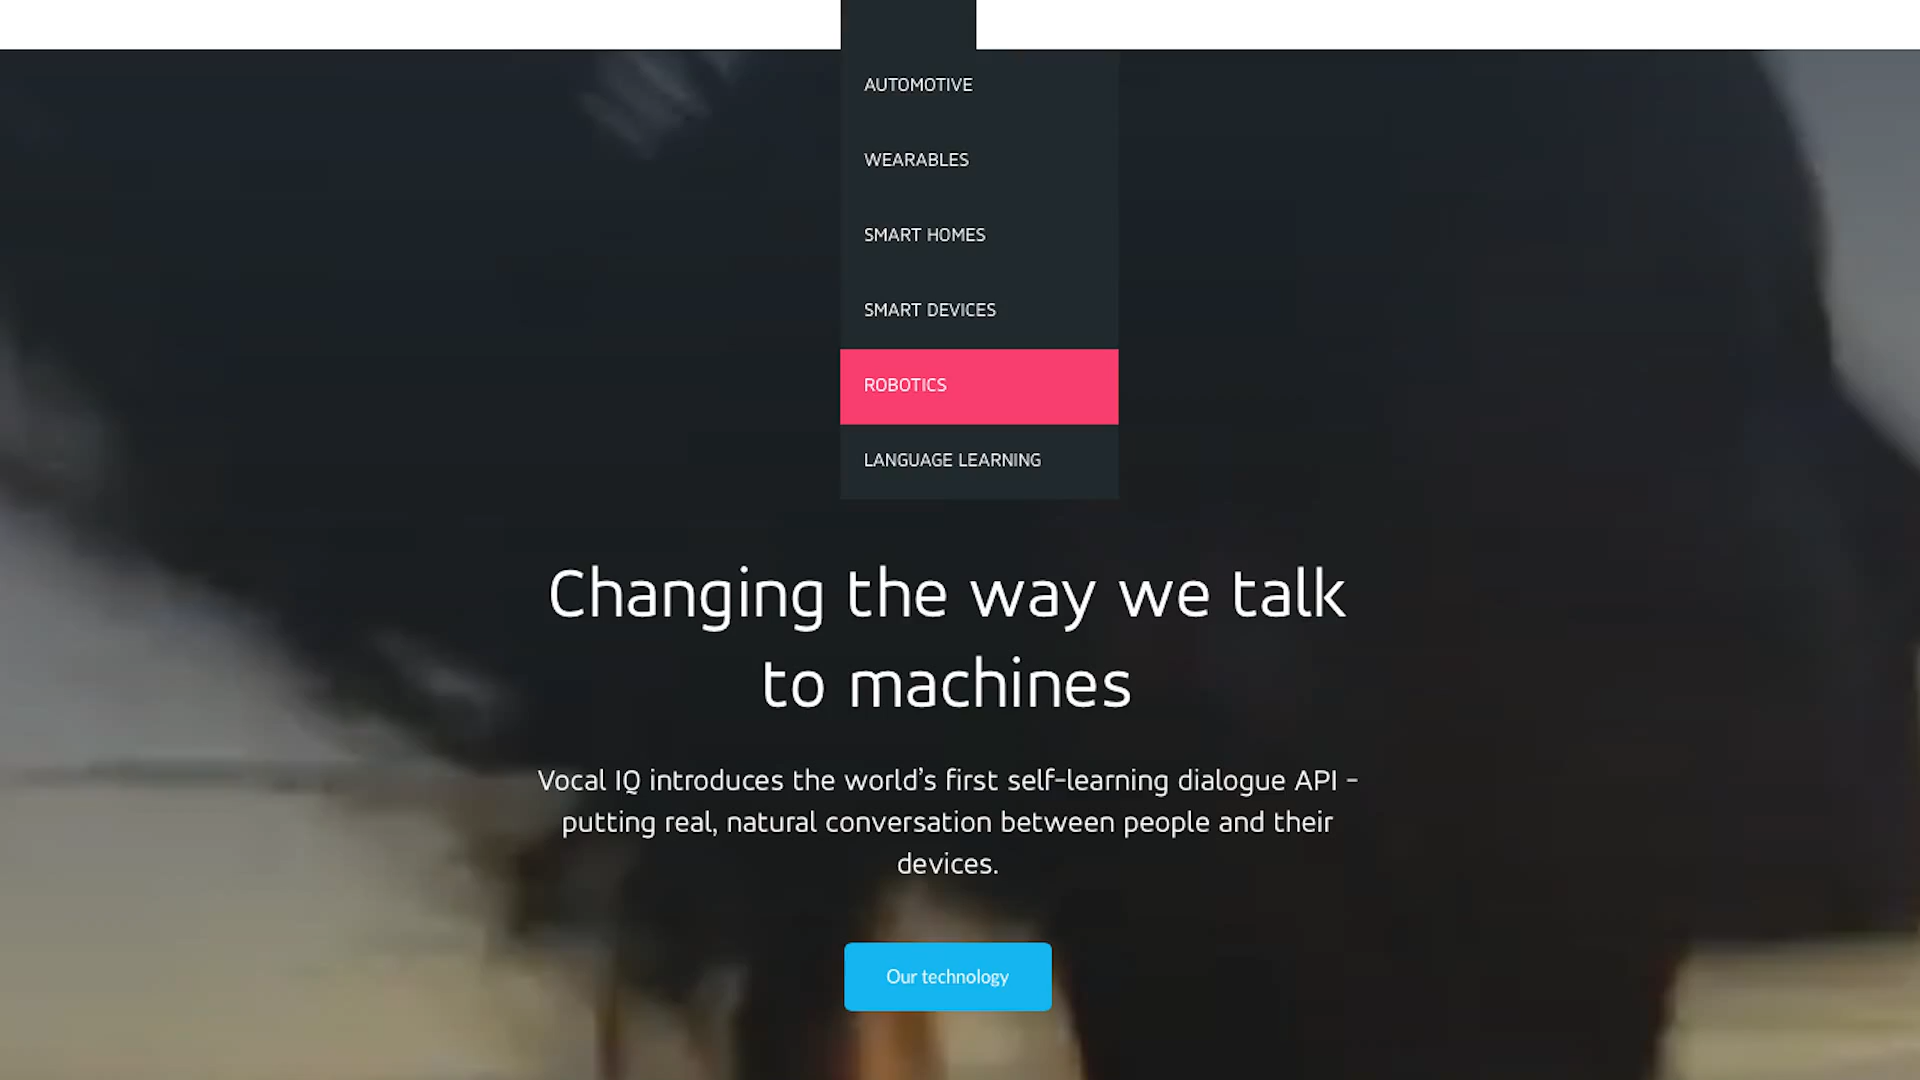 AUTOMOTIVE
WEARABLES
SMART HOMES
SMART DEVICES
ROBOTICS
LANGUAGE LEARNING
Changing the way we talk
to machines
Vocal IQ introduces the world’s first self-learning dialogue API -
putting real, natural conversation between people and their
devices.
Our technology